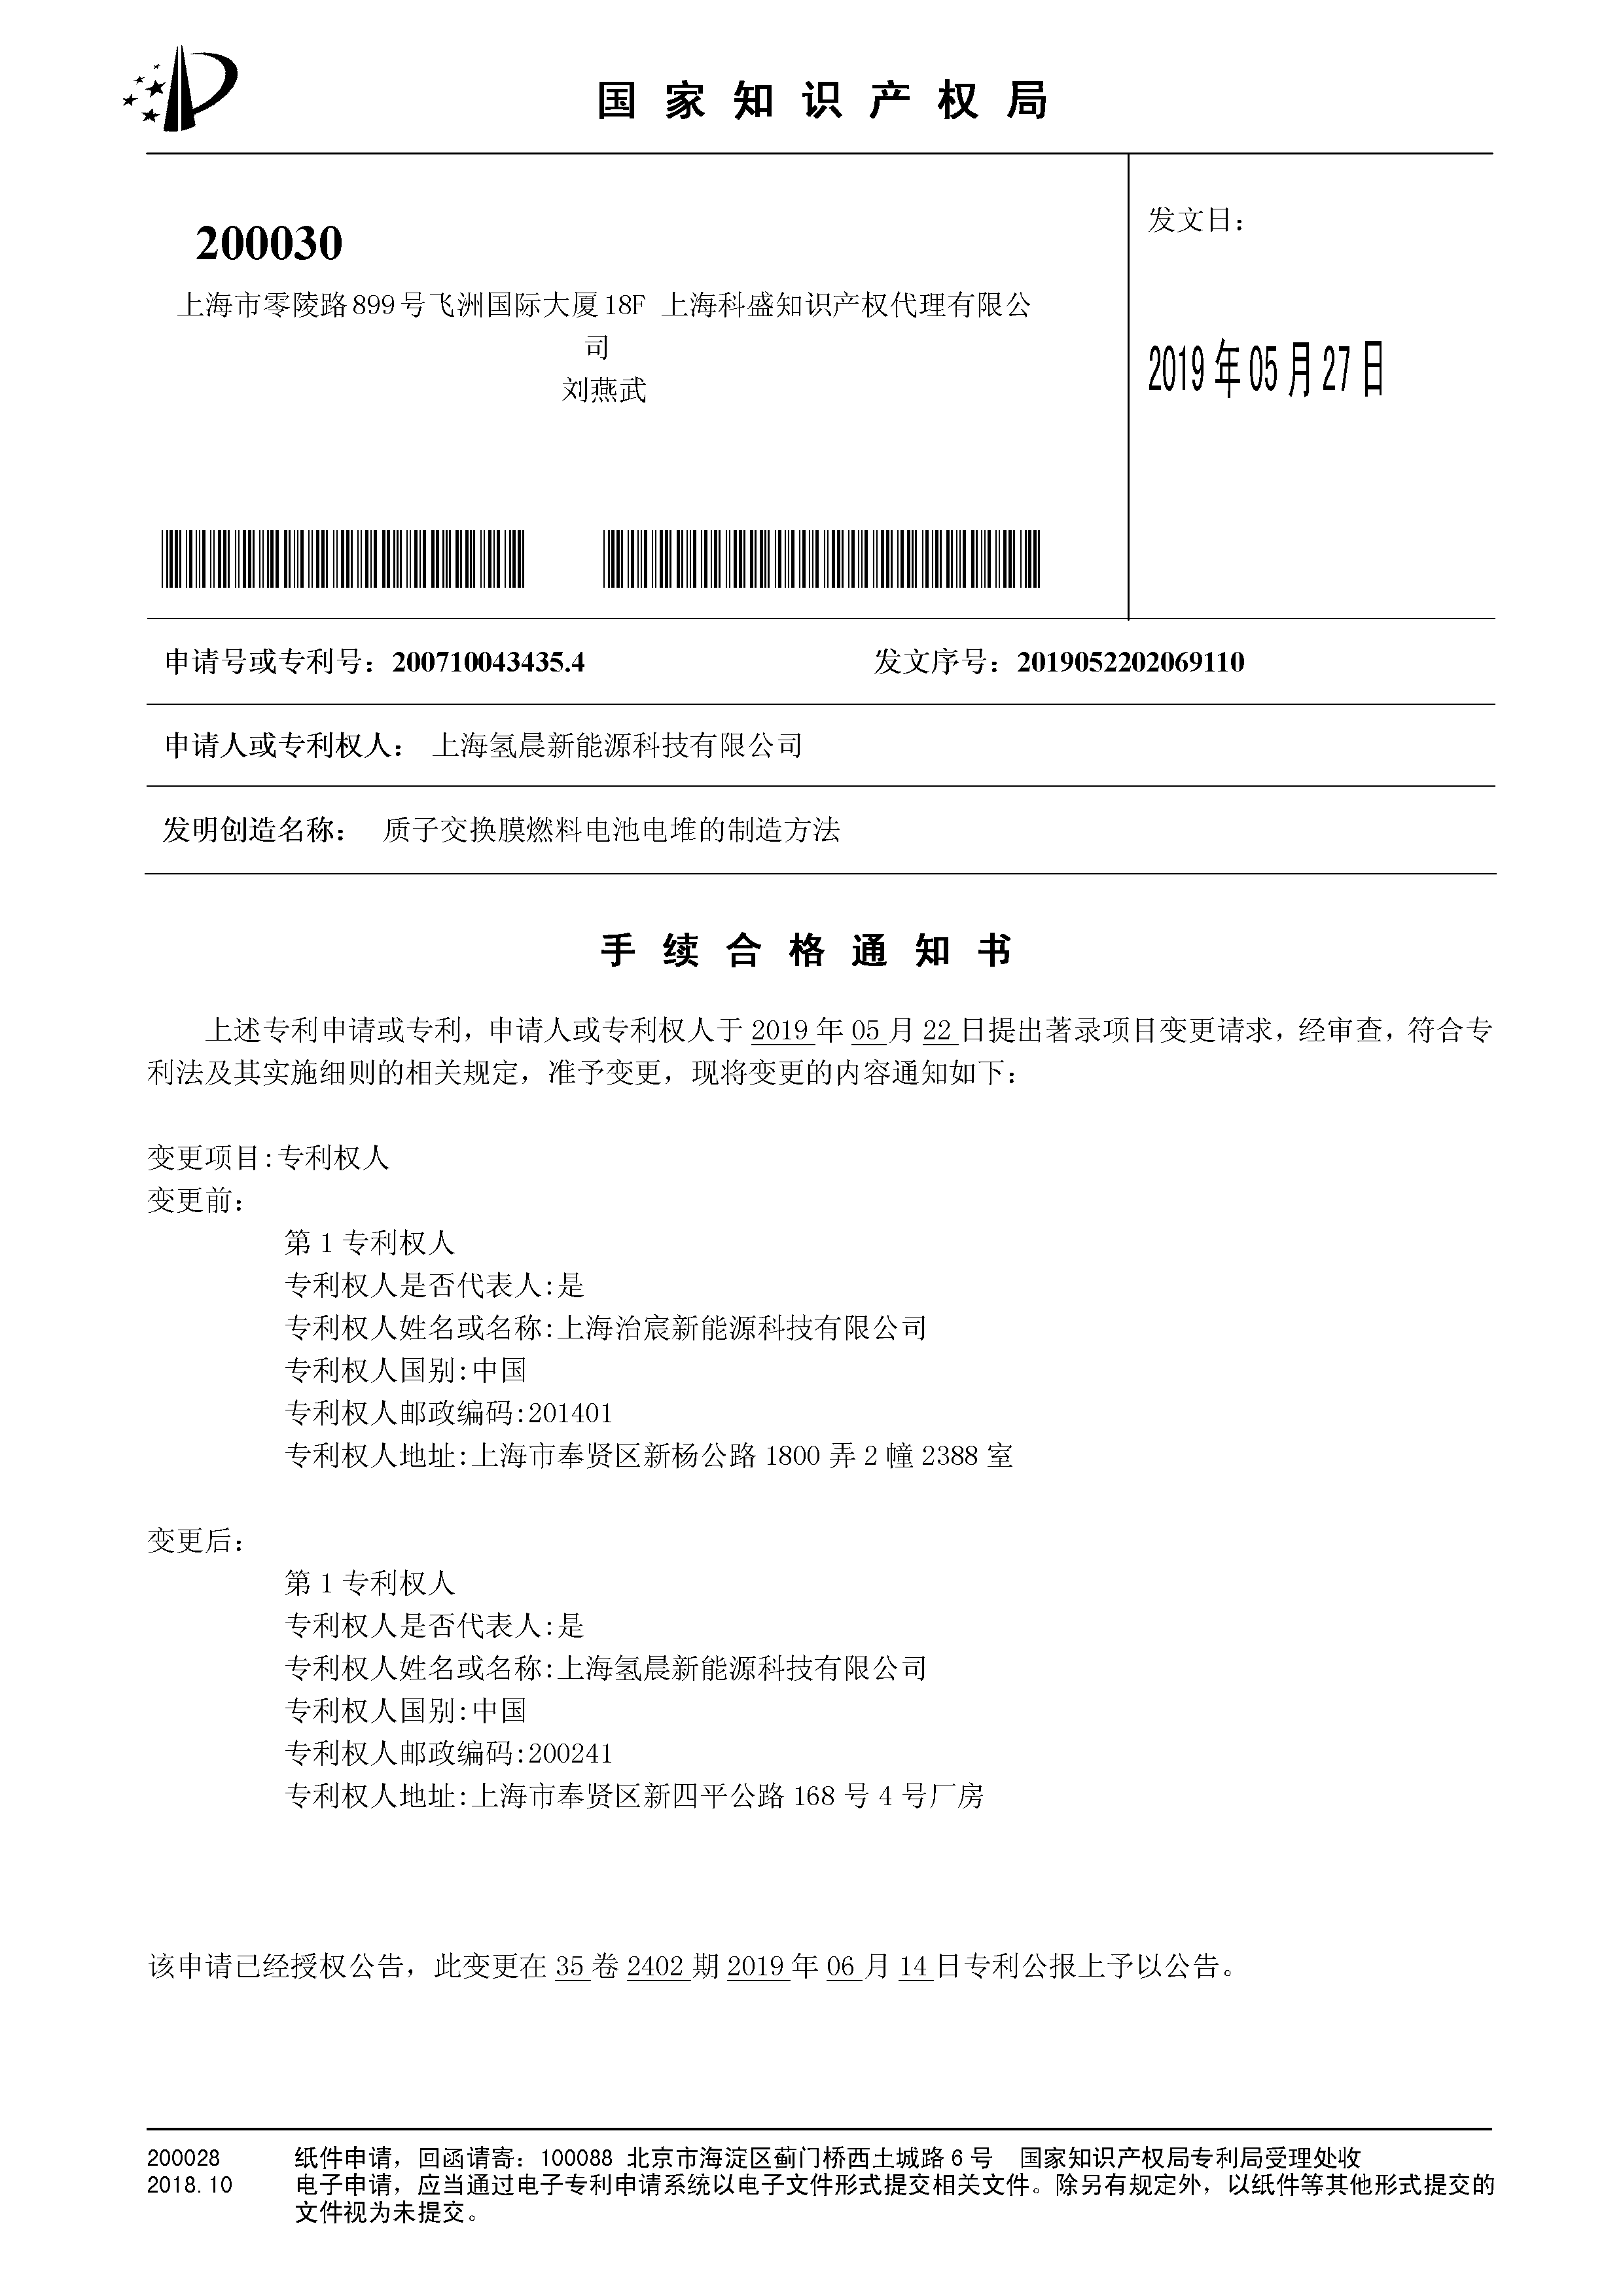 国家知识产权局
200030
上海市零陵路899号飞洲国际大厦18F 上海科盛知识产权代理有限公
司
刘燕武
发文日：
2019年05月27日
申请号或专利号：200710043435.4 发文序号：2019052202069110
申请人或专利权人： 上海氢晨新能源科技有限公司
发明创造名称： 质子交换膜燃料电池电堆的制造方法
手续合格通知书
上述专利申请或专利，申请人或专利权人于 2019 年 05 月 22 日提出著录项目变更请求，经审查，符合专
利法及其实施细则的相关规定，准予变更，现将变更的内容通知如下：
变更项目:专利权人
变更前：
第 1 专利权人
专利权人是否代表人:是
专利权人姓名或名称:上海治宸新能源科技有限公司
专利权人国别:中国
专利权人邮政编码:201401
专利权人地址:上海市奉贤区新杨公路 1800 弄 2 幢 2388 室
变更后：
第 1 专利权人
专利权人是否代表人:是
专利权人姓名或名称:上海氢晨新能源科技有限公司
专利权人国别:中国
专利权人邮政编码:200241
专利权人地址:上海市奉贤区新四平公路 168 号 4 号厂房
该申请已经授权公告，此变更在 35 卷 2402 期 2019 年 06 月 14 日专利公报上予以公告。
200028 纸件申请，回函请寄：100088 北京市海淀区蓟门桥西土城路 6 号 国家知识产权局专利局受理处收
2018.10 电子申请，应当通过电子专利申请系统以电子文件形式提交相关文件。除另有规定外，以纸件等其他形式提交的
文件视为未提交。